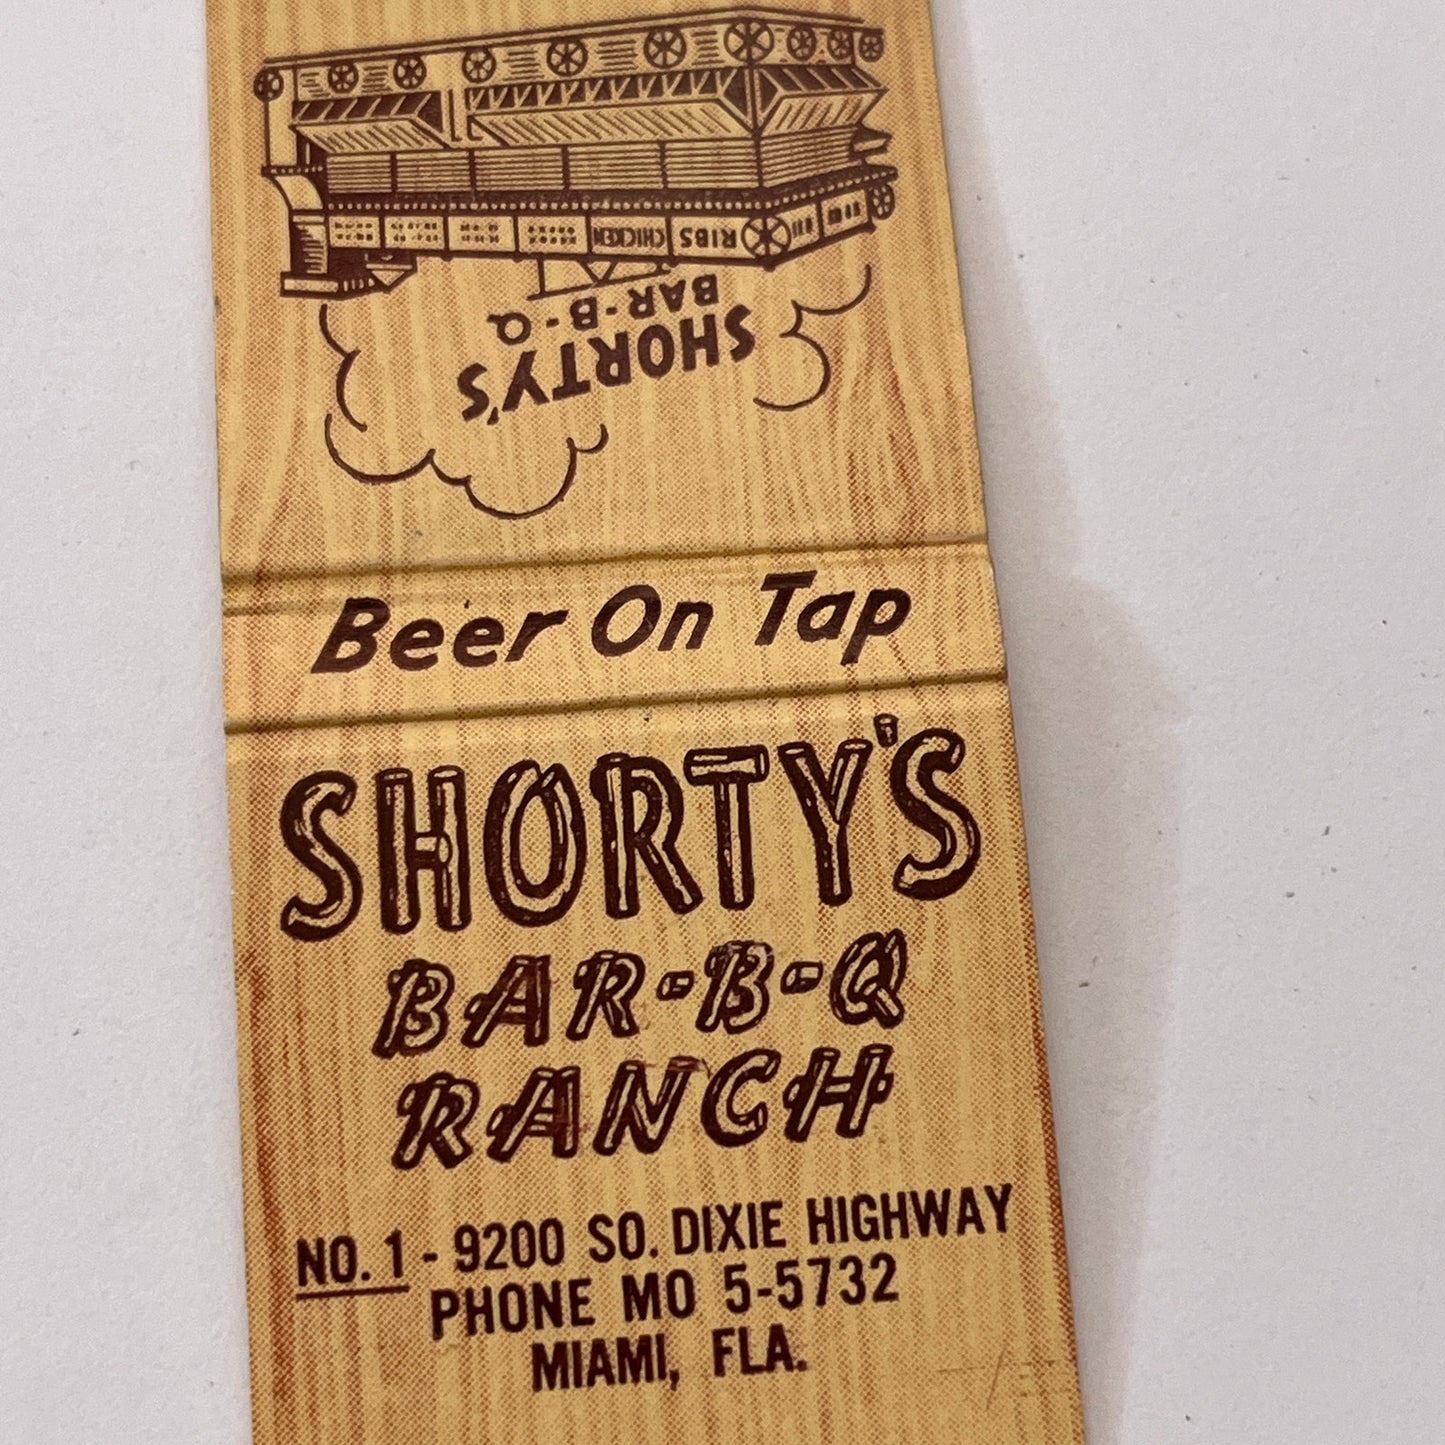 RIBS
CHICKEN
SHORTY'S
BAR-B-Q
Beer On Tap
SHORTY'S
BAR-B-Q
RANCH
NO. 1 - 9200 SO. DIXIE HIGHWAY
PHONE MO 5-5732
MIAMI, FLA.